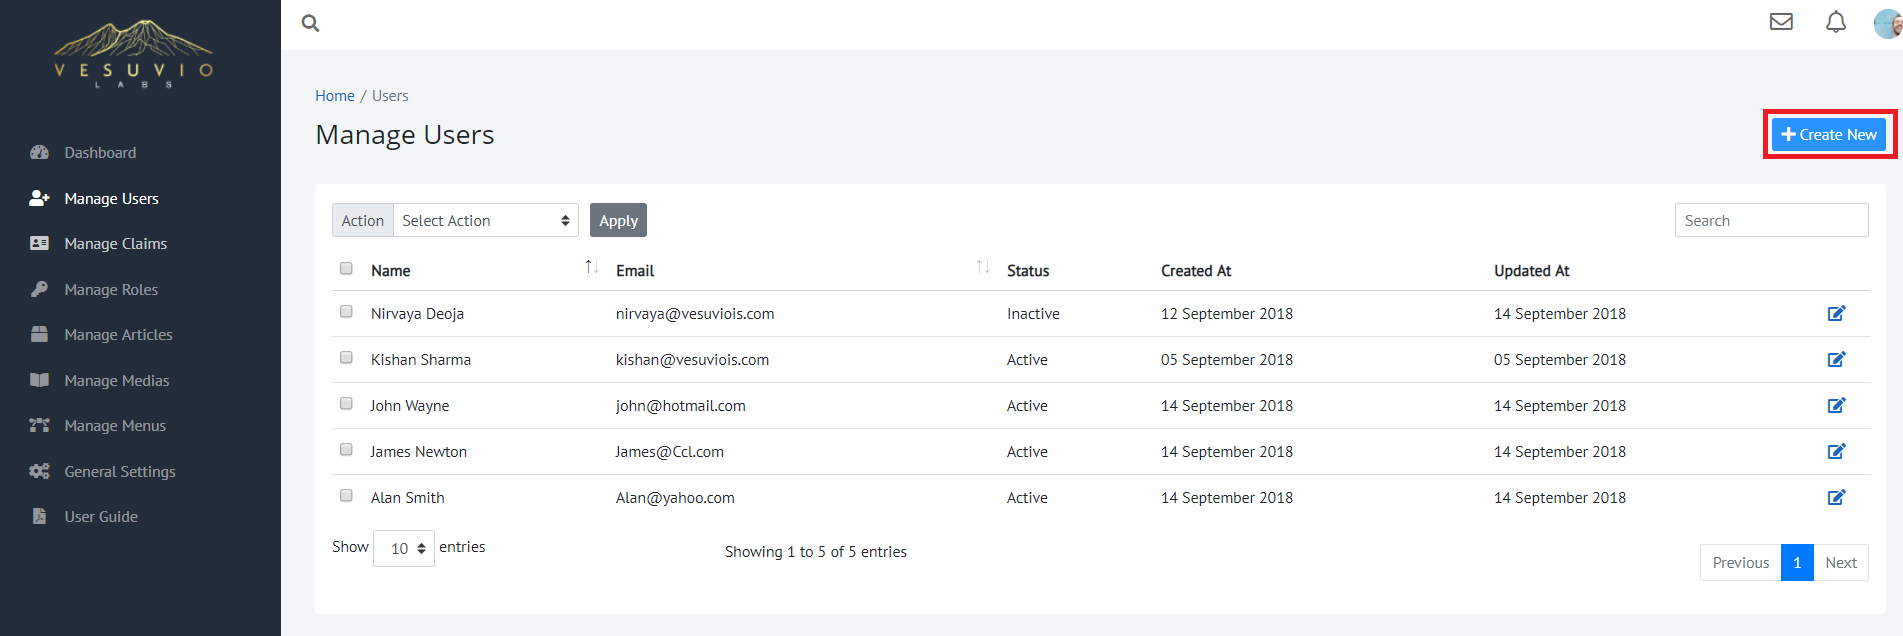 VESUVIO
LABS
Dashboard
Manage Users
Manage Claims
Manage Roles
Manage Articles
Manage Medias
Manage Menus
General Settings
User Guide
Home / Users
Manage Users
Create New
Action Select Action Apply Search
Name Email Status Created At Updated At
Nirvaya Deoja nirvaya@vesuviois.com Inactive 12 September 2018 14 September 2018
Kishan Sharma kishan@vesuviois.com Active 05 September 2018 05 September 2018
John Wayne john@hotmail.com Active 14 September 2018 14 September 2018
James Newton James@Ccl.com Active 14 September 2018 14 September 2018
Alan Smith Alan@yahoo.com Active 14 September 2018 14 September 2018
Show 10 entries Showing 1 to 5 of 5 entries
Previous 1 Next